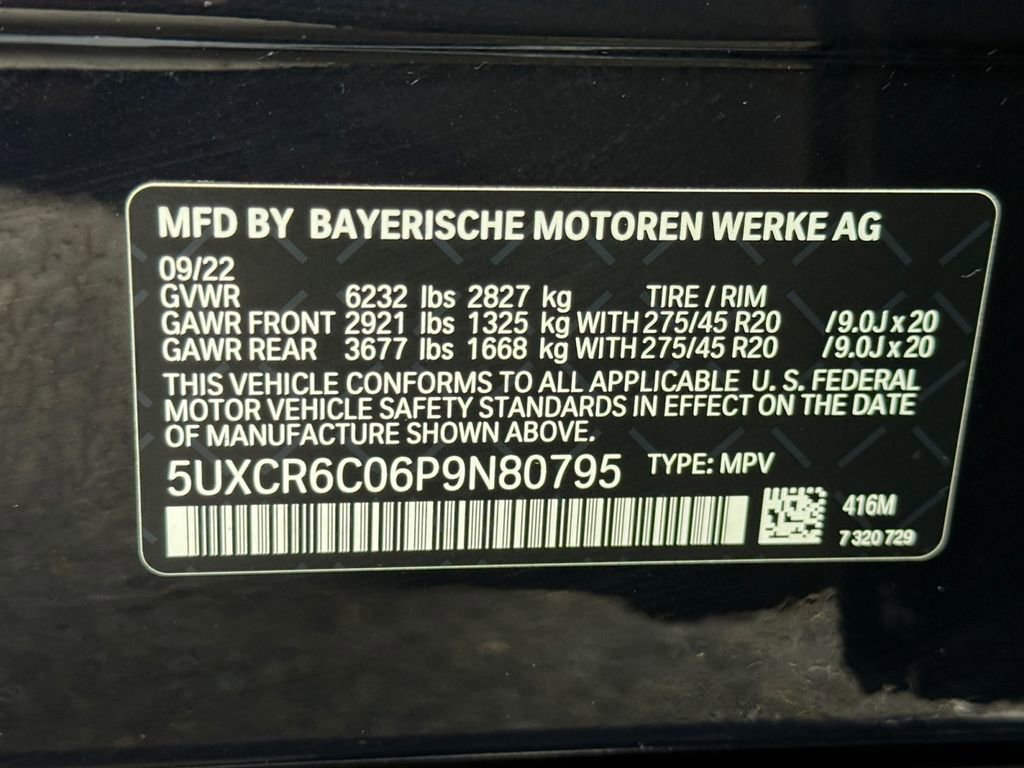 MFD BY BAYERISCHE MOTOREN WERKE AG
09/22
GVWR 6232 lbs 2827 kg TIRE / RIM
GAWR FRONT 2921 lbs 1325 kg WITH 275/45 R20 / 9.0J x 20
GAWR REAR 3677 lbs 1668 kg WITH 275/45 R20 / 9.0J x 20
THIS VEHICLE CONFORMS TO ALL APPLICABLE U. S. FEDERAL
MOTOR VEHICLE SAFETY STANDARDS IN EFFECT ON THE DATE
OF MANUFACTURE SHOWN ABOVE.
5UXCR6C06P9N80795 TYPE: MPV
416M
7 320 729